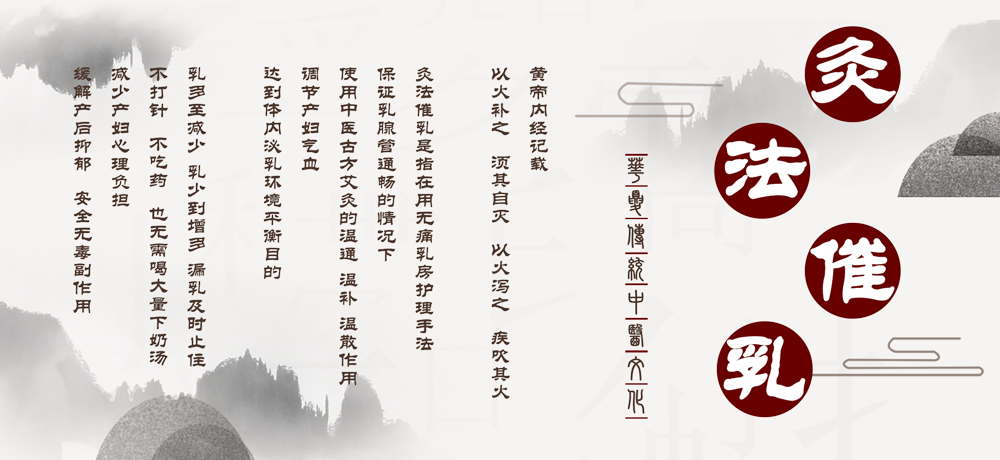 灸法催乳
華夏傳統中醫文化
黄帝内经记载
以火补之 须其自灭 以火泻之 疾吹其火
灸法催乳是指在用无痛乳房护理手法
保证乳腺管通畅的情况下
使用中医古方艾灸的温通 温补 温散作用
调节产妇气血
达到体内泌乳环境平衡目的
乳多至减少 乳少到增多 漏乳及时止住
不打针 不吃药 也无需喝大量下奶汤
减少产妇心理负担
缓解产后抑郁 安全无毒副作用